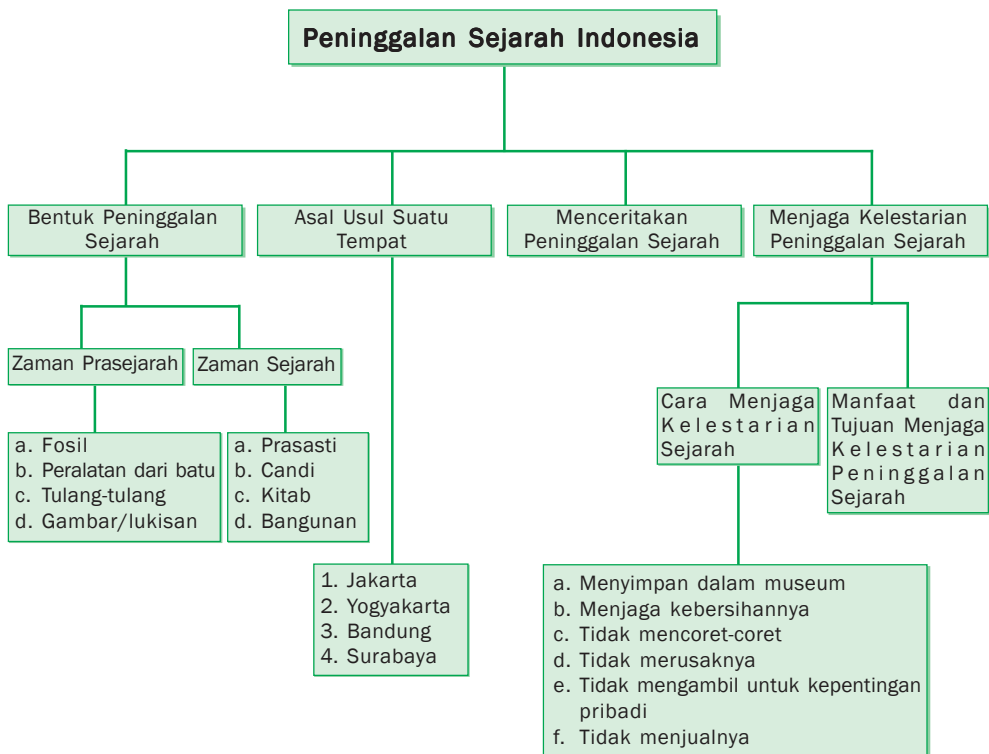 Peninggalan Sejarah Indonesia
Bentuk Peninggalan
Sejarah
Asal Usul Suatu
Tempat
Menceritakan
Peninggalan Sejarah
Menjaga Kelestarian
Peninggalan Sejarah
Zaman Prasejarah
Zaman Sejarah
a. Fosil
b. Peralatan dari batu
c. Tulang-tulang
d. Gambar/lukisan
a. Prasasti
b. Candi
c. Kitab
d. Bangunan
1. Jakarta
2. Yogyakarta
3. Bandung
4. Surabaya
Cara Menjaga
Kelestarian
Sejarah
Manfaat dan
Tujuan Menjaga
Kelestarian
Peninggalan
Sejarah
a. Menyimpan dalam museum
b. Menjaga kebersihannya
c. Tidak mencoret-coret
d. Tidak merusaknya
e. Tidak mengambil untuk kepentingan
pribadi
f. Tidak menjualnya